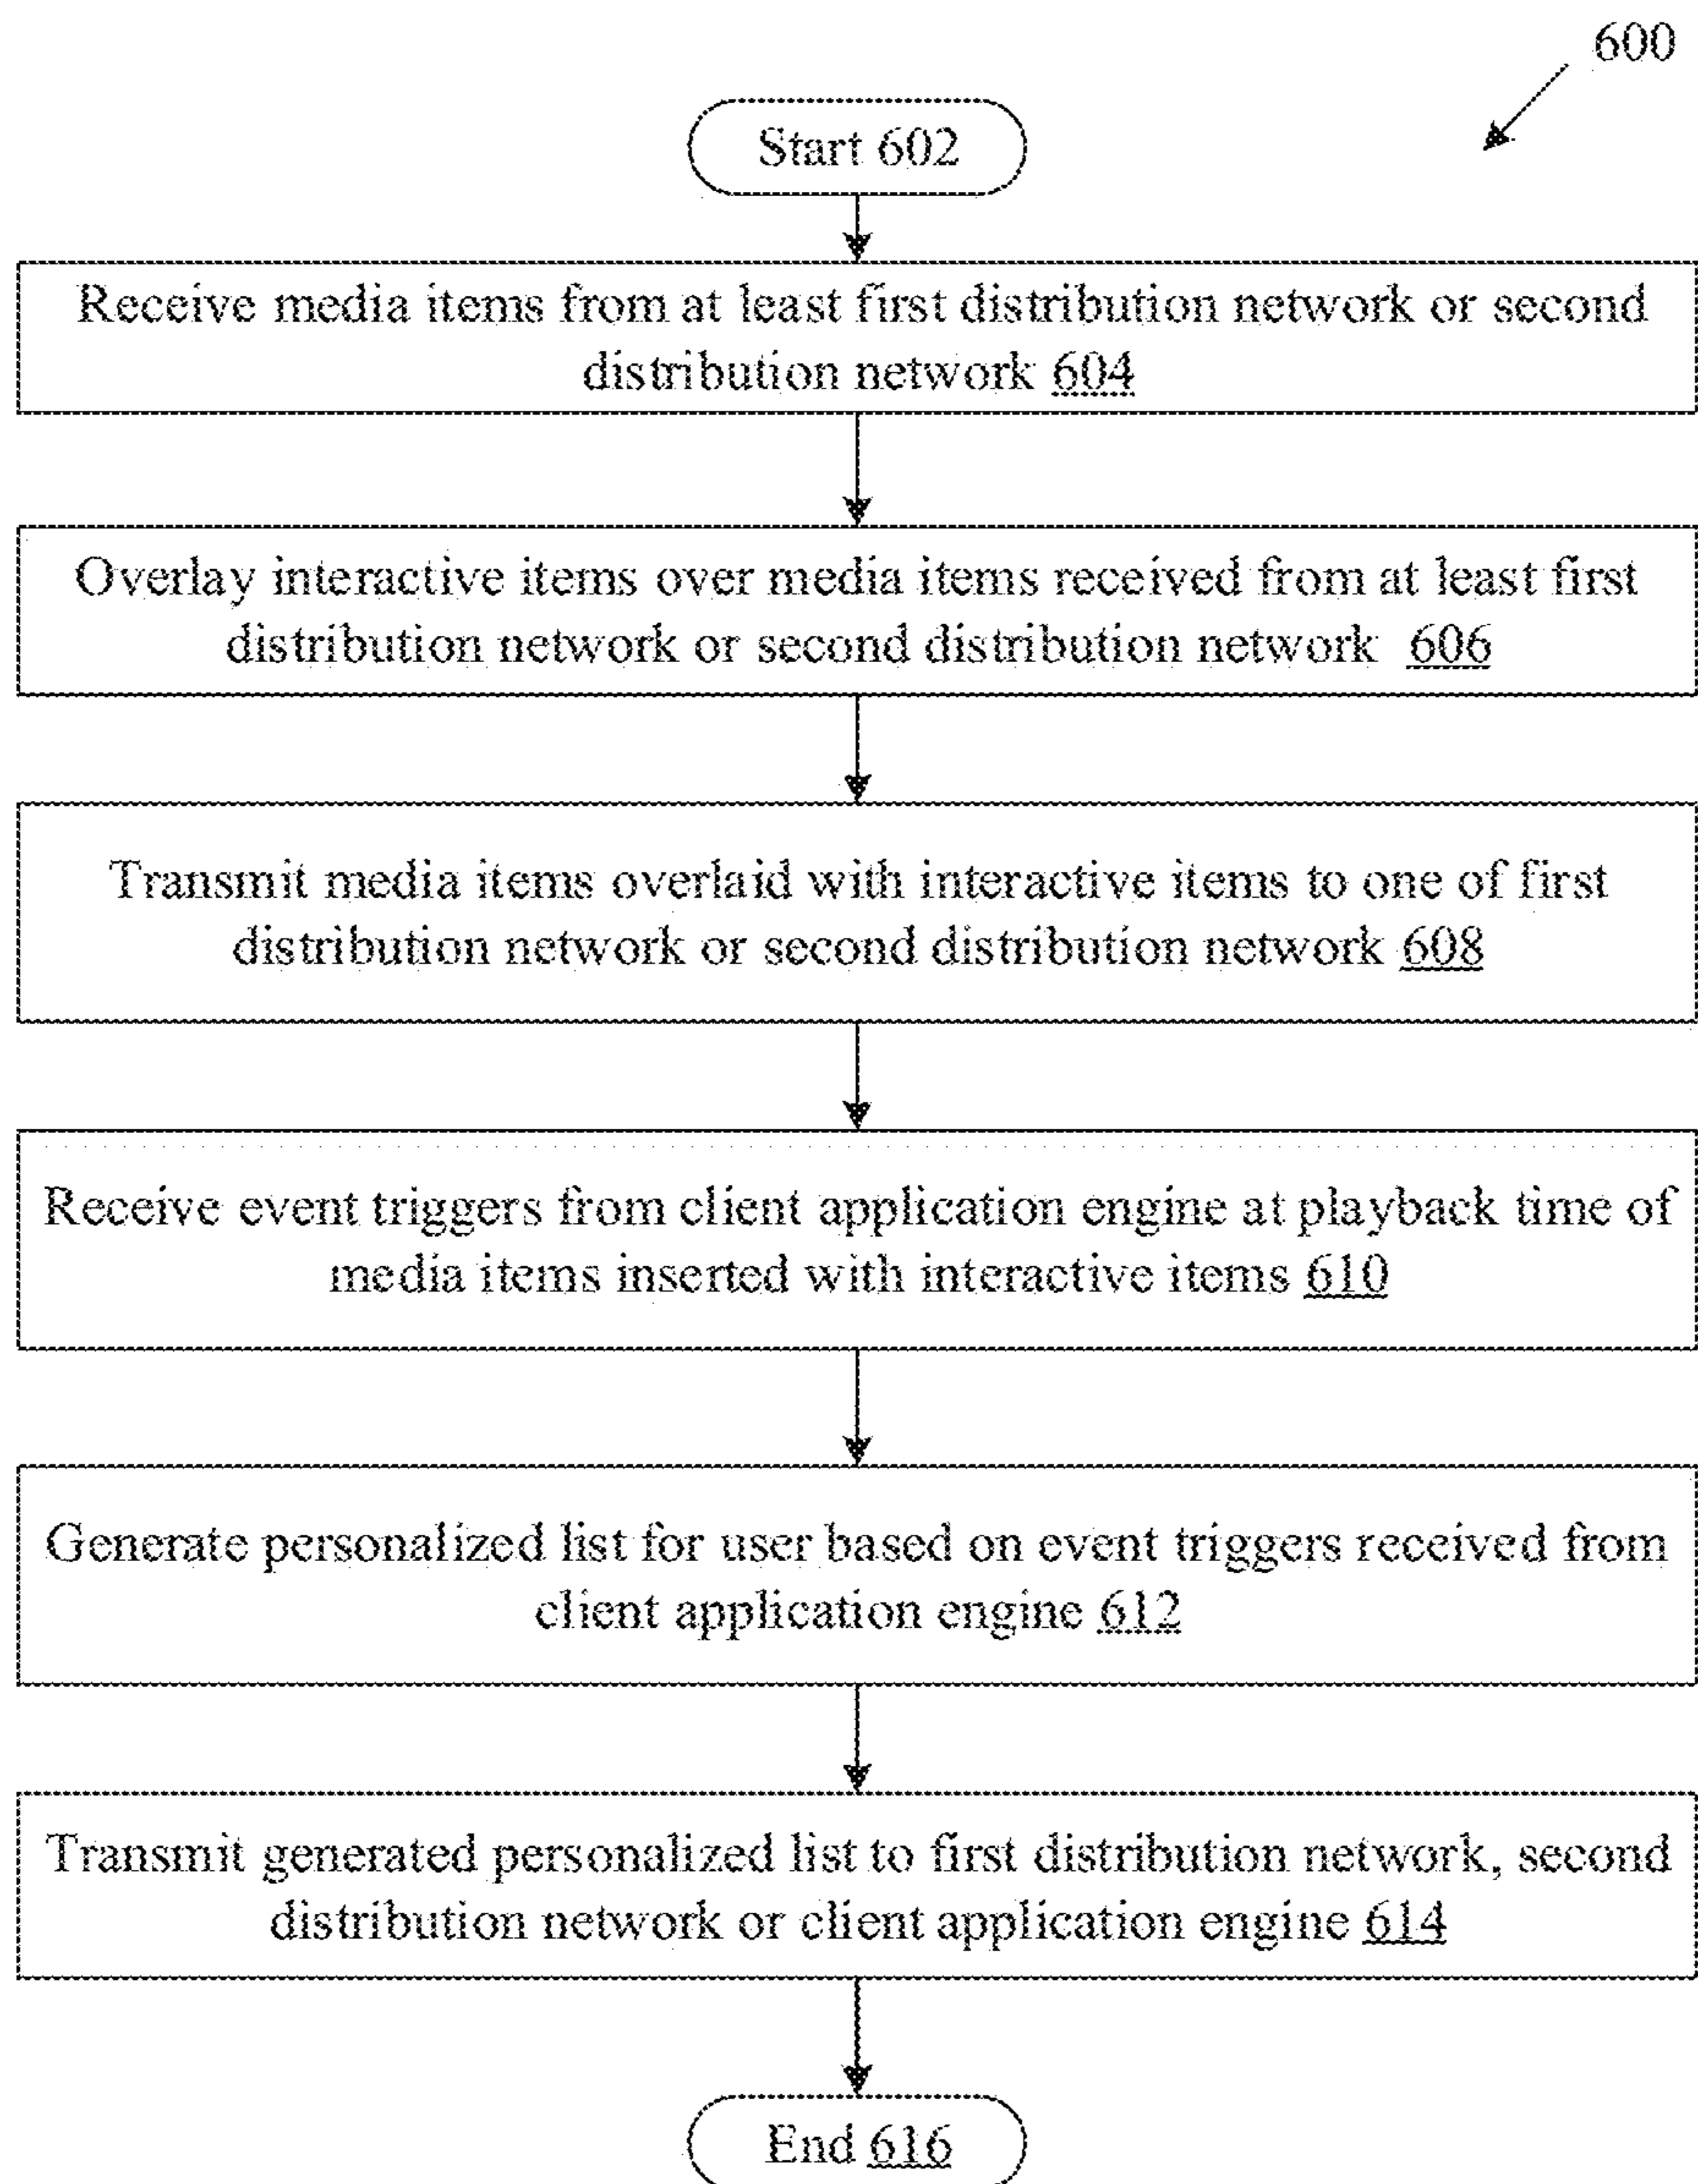 600
Start 602
Receive media items from at least first distribution network or second
distribution network 604
Overlay interactive items over media items received from at least first
distribution network or second distribution network 606
Transmit media items overlaid with interactive items to one of first
distribution network or second distribution network 608
Receive event triggers from client application engine at playback time of
media items inserted with interactive items 610
Generate personalized list for user based on event triggers received from
client application engine 612
Transmit generated personalized list to first distribution network, second
distribution network or client application engine 614
End 616